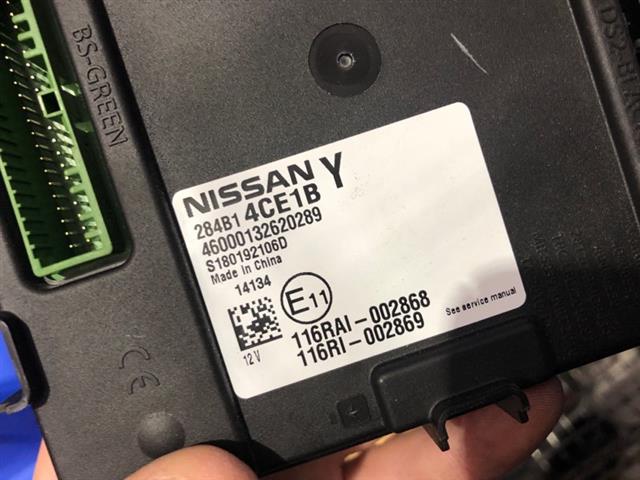 BS-GREEN
NISSAN Y
284B1 4CE1B
46000132620289
S180192106D
Made in China
14134
E11
12V
116RAI-002868
116RI-002869
See service manual
CE